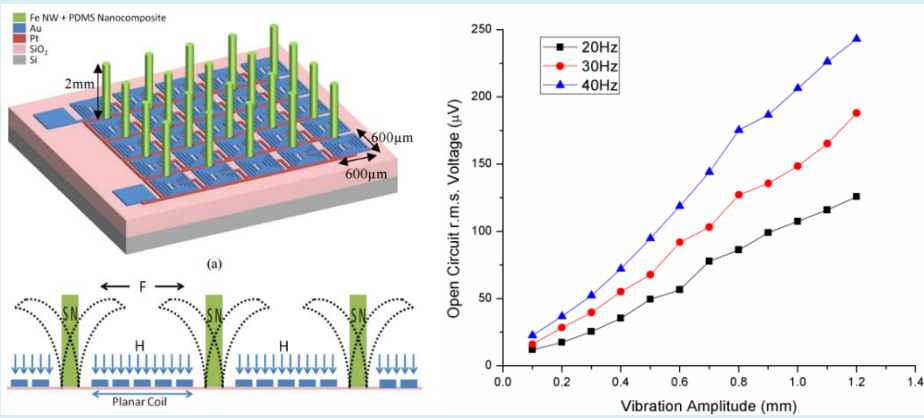 Fe NW + PDMS Nanocomposite
Au
Pt
SiO₂
Si
2mm
600μm
600μm
(a)
F
S N
S N
S N
H
H
Planar Coil
Open Circuit r.m.s. Voltage (μV)
250
200
150
100
50
0
20Hz
30Hz
40Hz
0.0 0.2 0.4 0.6 0.8 1.0 1.2 1.4
Vibration Amplitude (mm)